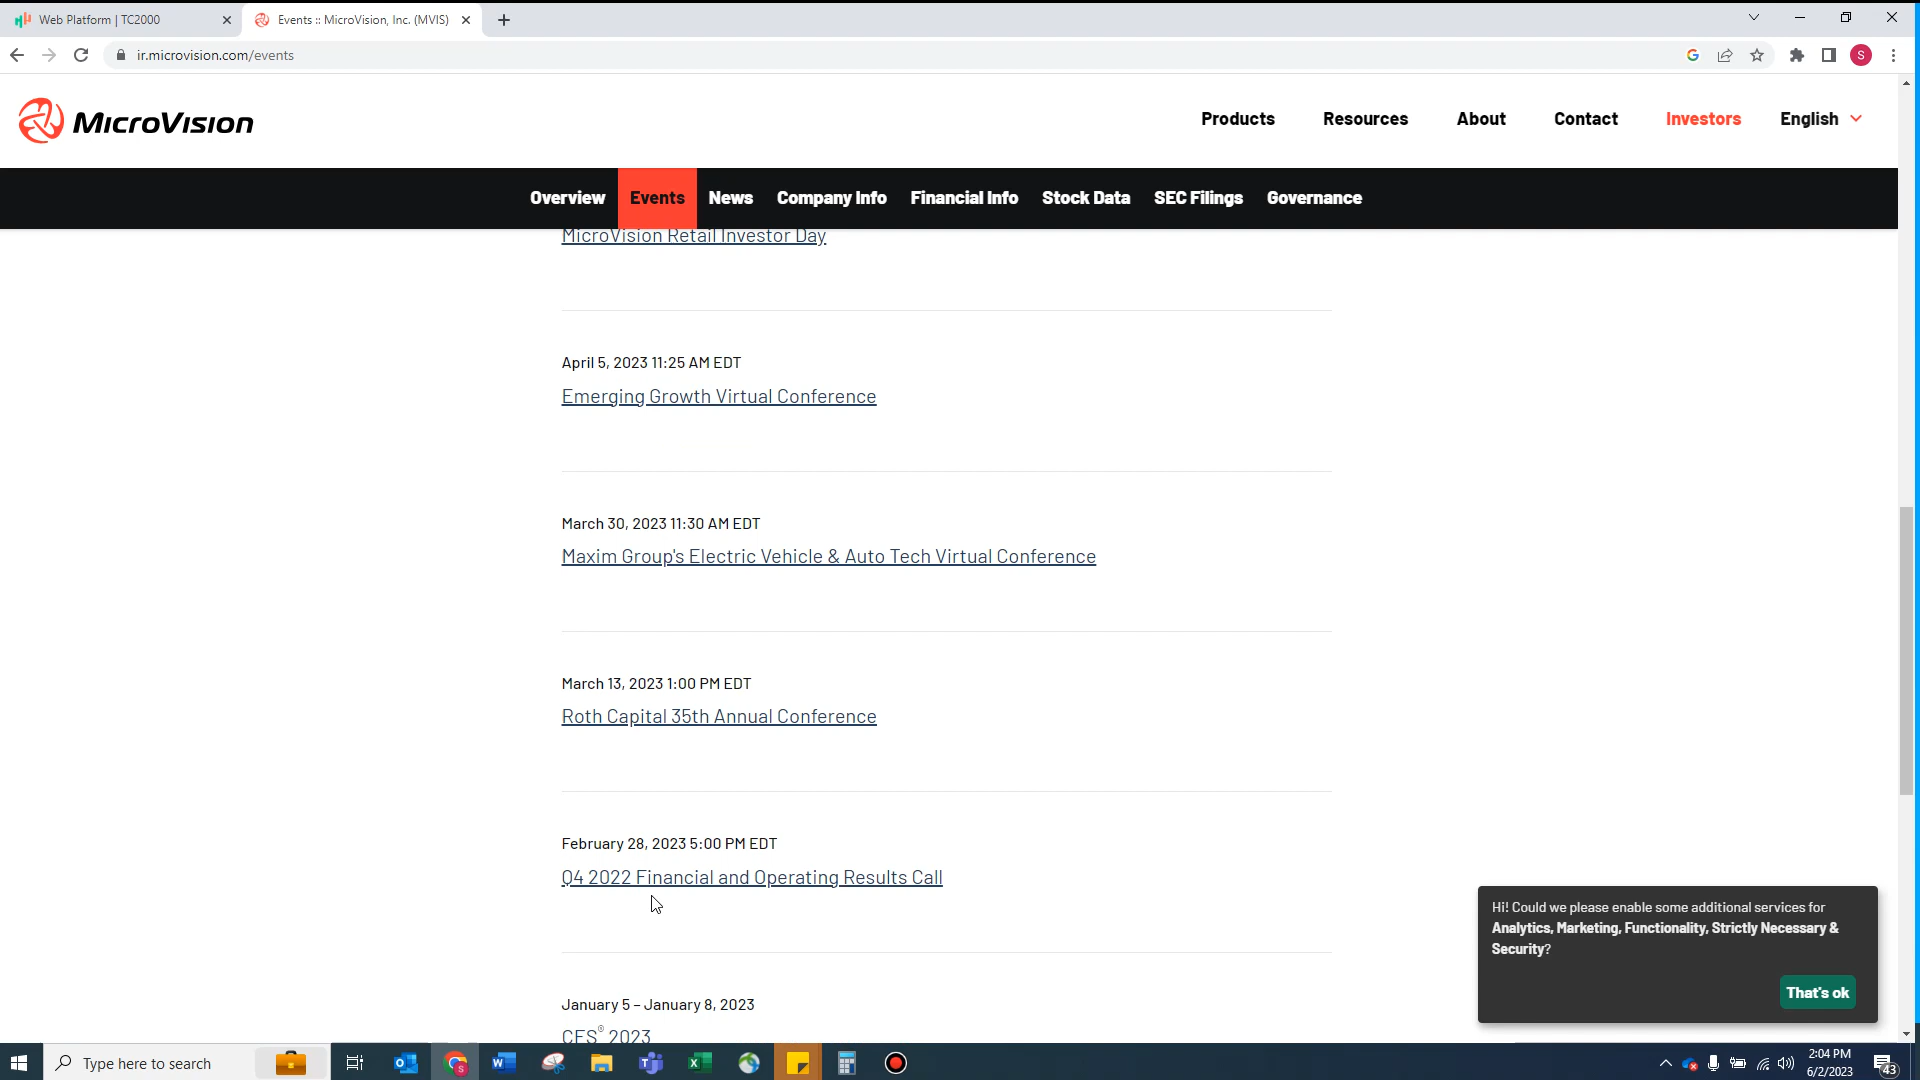 Web Platform | TC2000
Events :: MicroVision, Inc. (MVIS)
ir.microvision.com/events
G
S
MicroVision
Products
Resources
About
Contact
Investors
English
Overview
Events
News
Company Info
Financial Info
Stock Data
SEC Filings
Governance
MicroVision Retail Investor Day
April 5, 2023 11:25 AM EDT
Emerging Growth Virtual Conference
March 30, 2023 11:30 AM EDT
Maxim Group's Electric Vehicle & Auto Tech Virtual Conference
March 13, 2023 1:00 PM EDT
Roth Capital 35th Annual Conference
February 28, 2023 5:00 PM EDT
Q4 2022 Financial and Operating Results Call
January 5 – January 8, 2023
CES® 2023
Hi! Could we please enable some additional services for
Analytics, Marketing, Functionality, Strictly Necessary &
Security?
That's ok
Type here to search
2:04 PM
6/2/2023
43